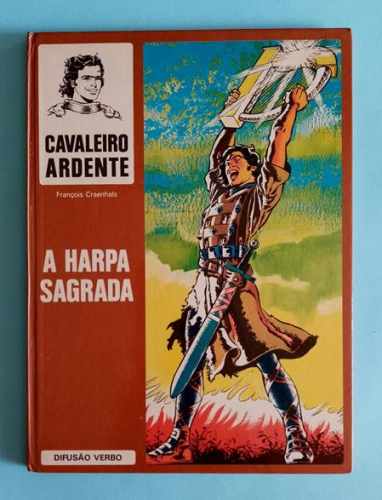 CAVALEIRO
ARDENTE
François Craenhals
A HARPA
SAGRADA
DIFUSÃO VERBO